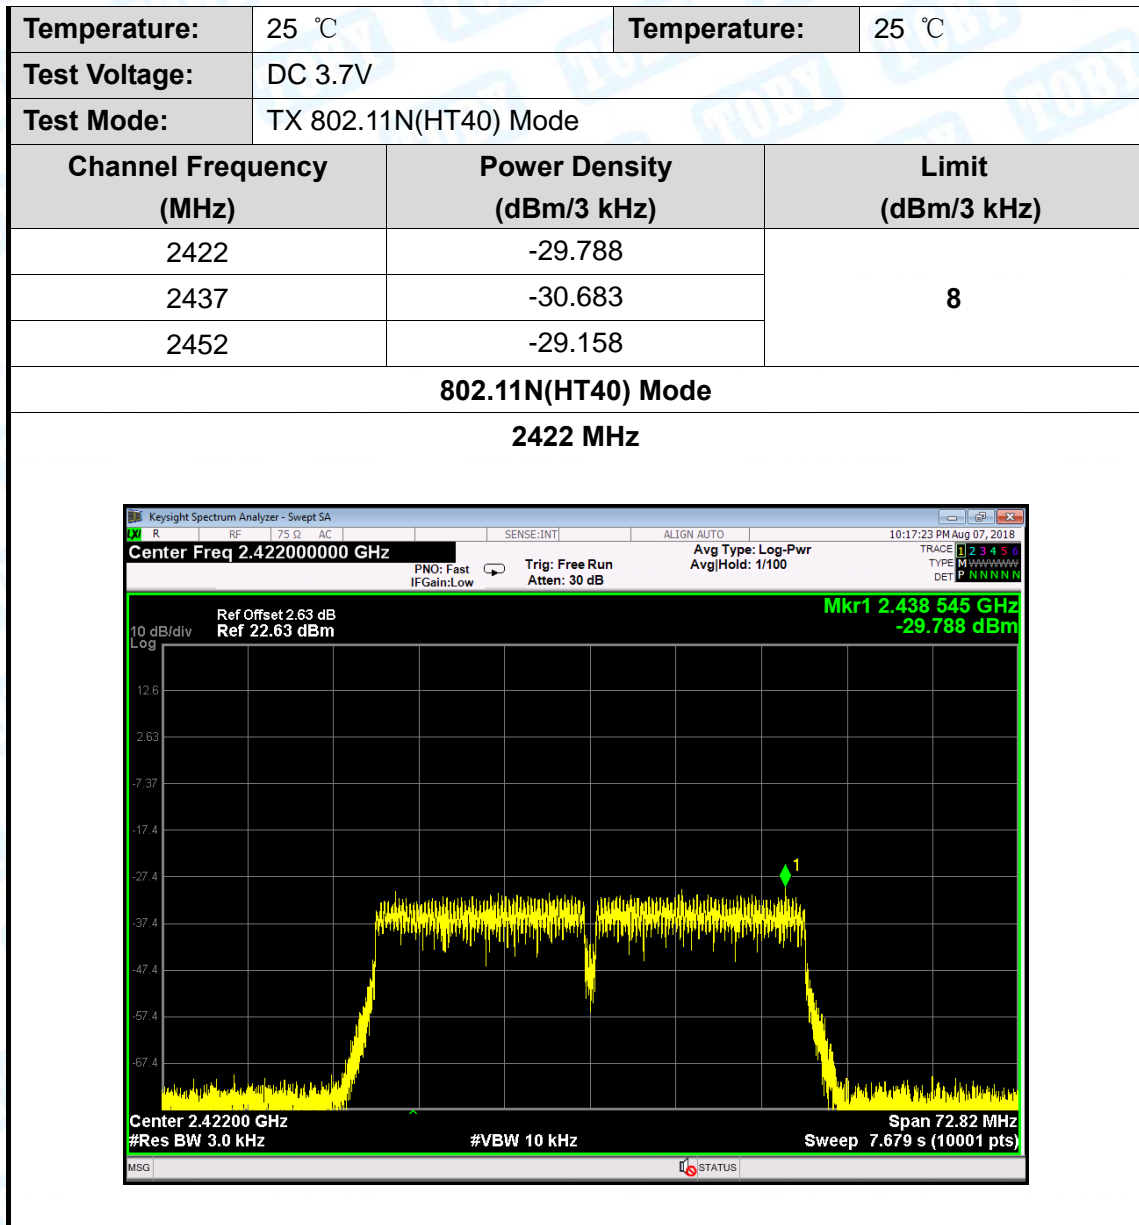 Temperature: 25 ℃ Temperature: 25 ℃
Test Voltage: DC 3.7V
Test Mode: TX 802.11N(HT40) Mode
Channel Frequency (MHz) Power Density (dBm/3 kHz) Limit (dBm/3 kHz)
2422 -29.788
2437 -30.683 8
2452 -29.158
802.11N(HT40) Mode
2422 MHz
Keysight Spectrum Analyzer - Swept SA
LXI R RF 75 Ω AC SENSE:INT ALIGN AUTO 10:17:23 PM Aug 07, 2018
Center Freq 2.422000000 GHz
PNO: Fast
IFGain:Low
Trig: Free Run
Atten: 30 dB
Avg Type: Log-Pwr
Avg|Hold: 1/100
TRACE 1 2 3 4 5 6
TYPE M WWWWW
DET P N N N N N
Mkr1 2.438 545 GHz
-29.788 dBm
Ref Offset 2.63 dB
10 dB/div Ref 22.63 dBm
Log
12.6
2.63
-7.37
-17.4
1
-27.4
-37.4
-47.4
-57.4
-67.4
Center 2.42200 GHz Span 72.82 MHz
#Res BW 3.0 kHz #VBW 10 kHz Sweep 7.679 s (10001 pts)
MSG STATUS
TOBY